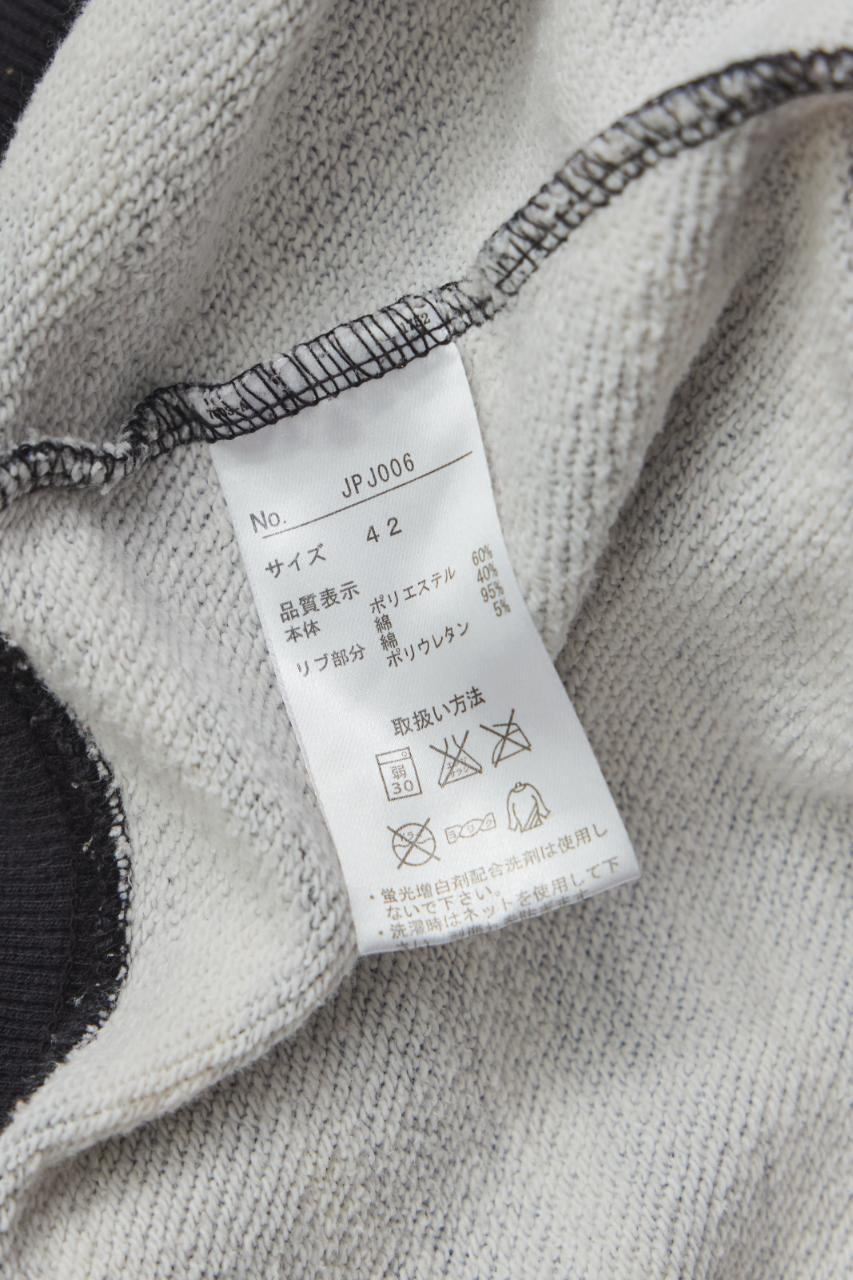 No. JPJ006
サイズ 42
品質表示
本体 ポリエステル 60%
綿 40%
リブ部分 綿 95%
ポリウレタン 5%
取扱い方法
弱
30
・蛍光増白剤配合洗剤は使用し
ないで下さい。
・洗濯時はネットを使用して下